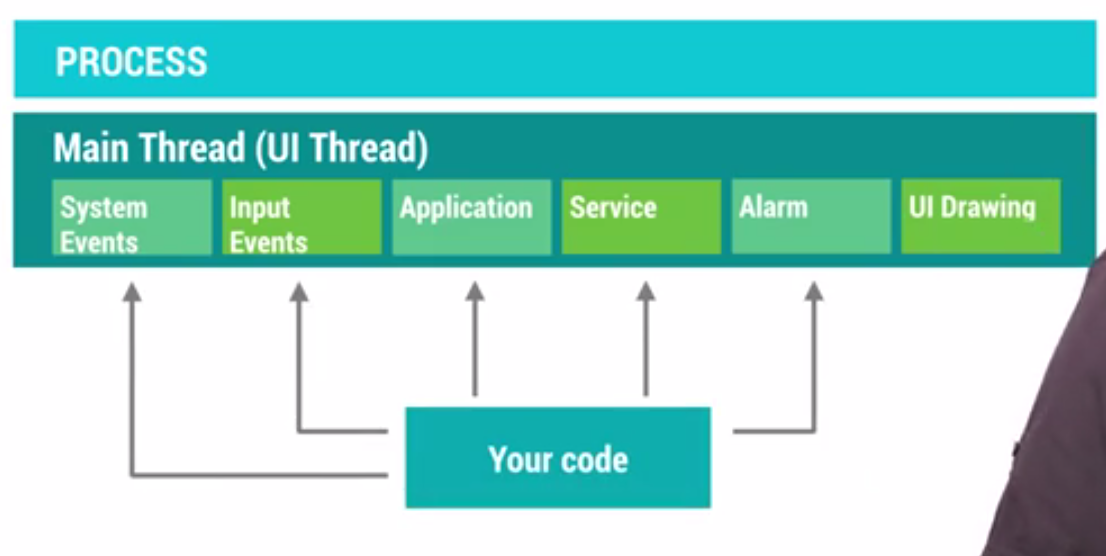 PROCESS
Main Thread (UI Thread)
System
Events
Input
Events
Application
Service
Alarm
UI Drawing
Your code